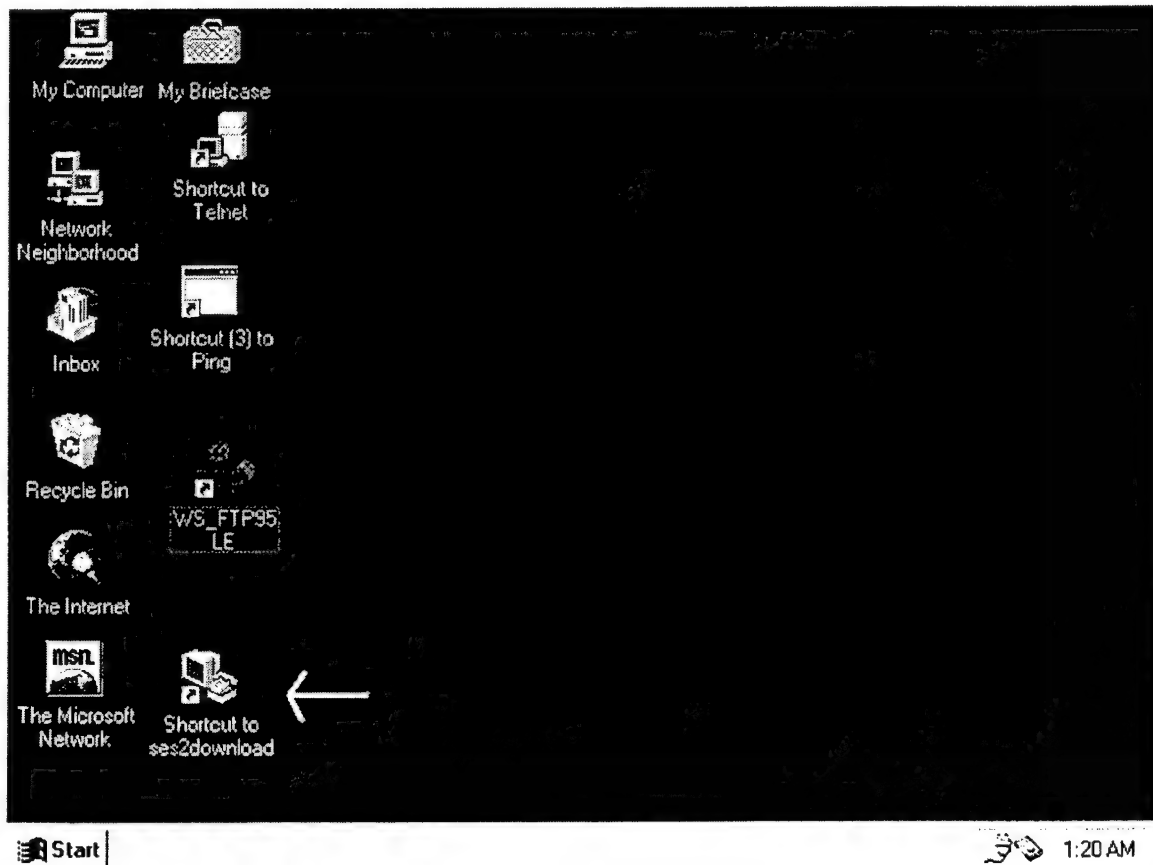 My Computer
My Briefcase
Shortcut to
Telnet
Network
Neighborhood
Shortcut (3) to
Ping
Inbox
Recycle Bin
WS_FTP95
LE
The Internet
msn.
The Microsoft
Network
Shortcut to
ses2download
Start
1:20 AM